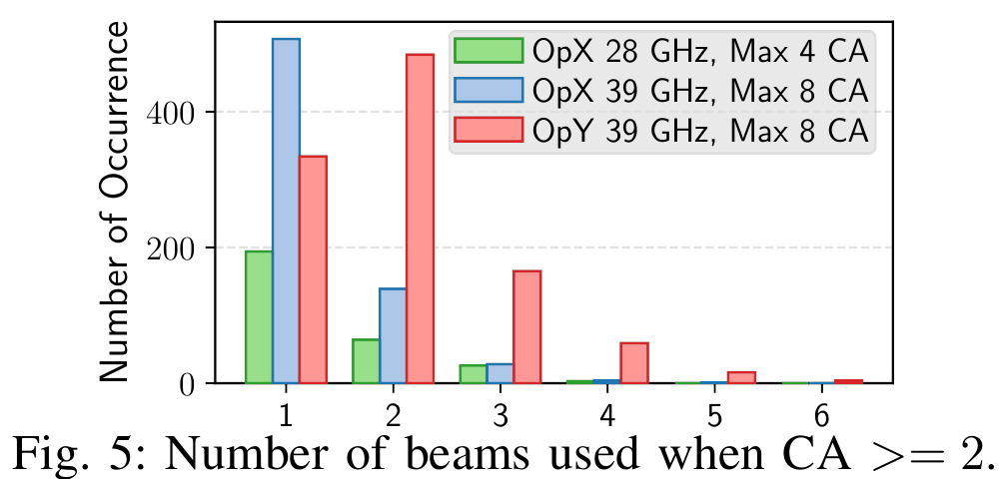 Number of Occurrence
400
200
0
OpX 28 GHz, Max 4 CA
OpX 39 GHz, Max 8 CA
OpY 39 GHz, Max 8 CA
1 2 3 4 5 6
Fig. 5: Number of beams used when CA >= 2.